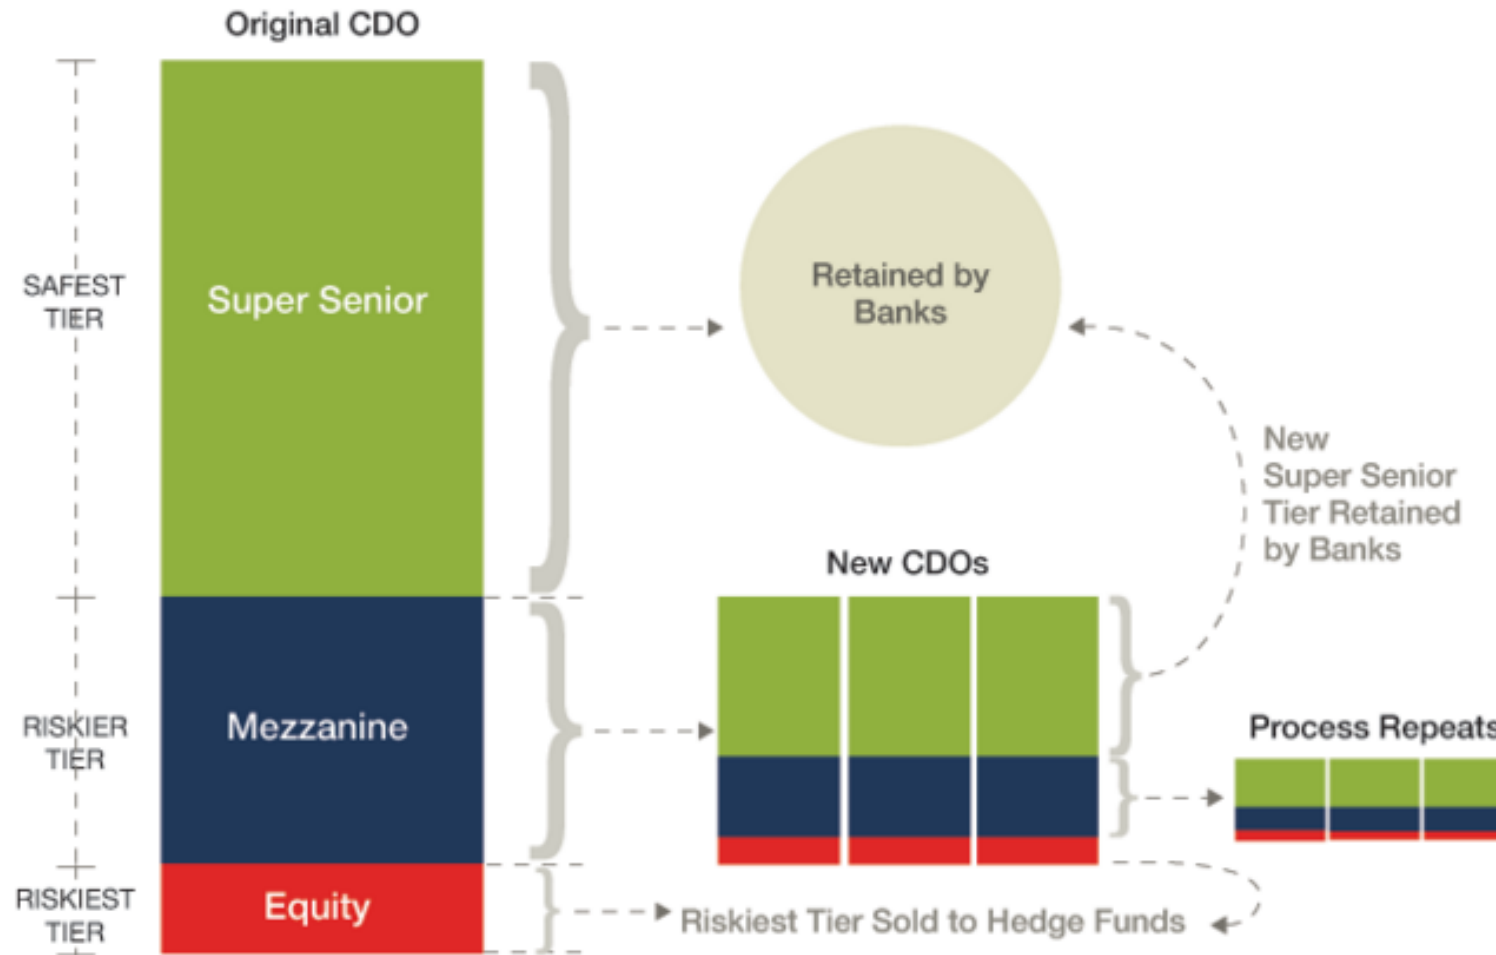 Original CDO
SAFEST
TIER
Super Senior
Retained by
Banks
New
Super Senior
Tier Retained
by Banks
New CDOs
RISKIER
TIER
Mezzanine
Process Repeats
RISKIEST
TIER
Equity
Riskiest Tier Sold to Hedge Funds